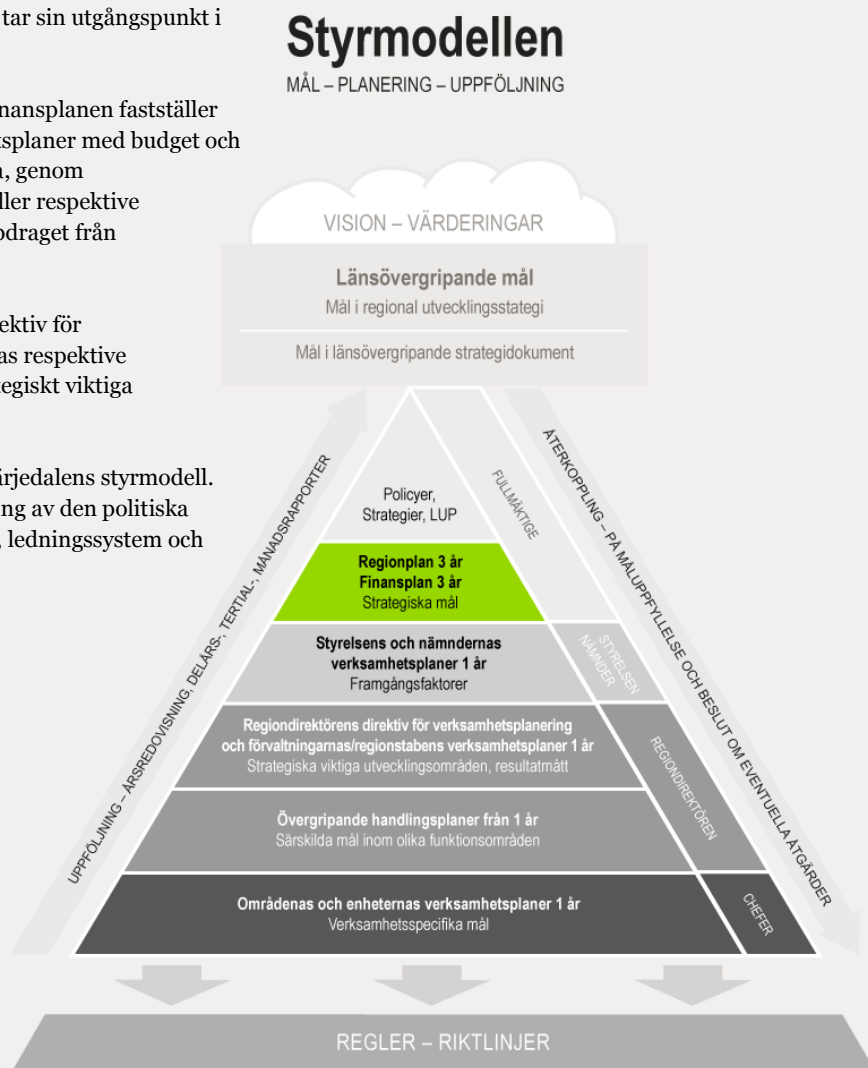 tar sin utgångspunkt i
nansplanen fastställer
tsplaner med budget och
, genom
ller respektive
pdraget från
ektiv för
as respektive
tegiskt viktiga
ärjedalens styrmodell.
ng av den politiska
, ledningssystem och
Styrmodellen
MÅL – PLANERING – UPPFÖLJNING
VISION – VÄRDERINGAR
Länsövergripande mål
Mål i regional utvecklingsstategi
Mål i länsövergripande strategidokument
UPPFÖLJNING – ÅRSREDOVISNING, DELÅRS-, TERTIAL-, MÅNADSRAPPORTER
ÅTERKOPPLING – PÅ MÅLUPPFYLLELSE OCH BESLUT OM EVENTUELLA ÅTGÄRDER
Policyer,
Strategier, LUP
FULLMÄKTIGE
Regionplan 3 år
Finansplan 3 år
Strategiska mål
Styrelsens och nämndernas
verksamhetsplaner 1 år
Framgångsfaktorer
STYRELSEN
NÄMNDER
Regiondirektörens direktiv för verksamhetsplanering
och förvaltningarnas/regionstabens verksamhetsplaner 1 år
Strategiska viktiga utvecklingsområden, resultatmått
REGIONDIREKTÖREN
Övergripande handlingsplaner från 1 år
Särskilda mål inom olika funktionsområden
Områdenas och enheternas verksamhetsplaner 1 år
Verksamhetsspecifika mål
CHEFER
REGLER – RIKTLINJER